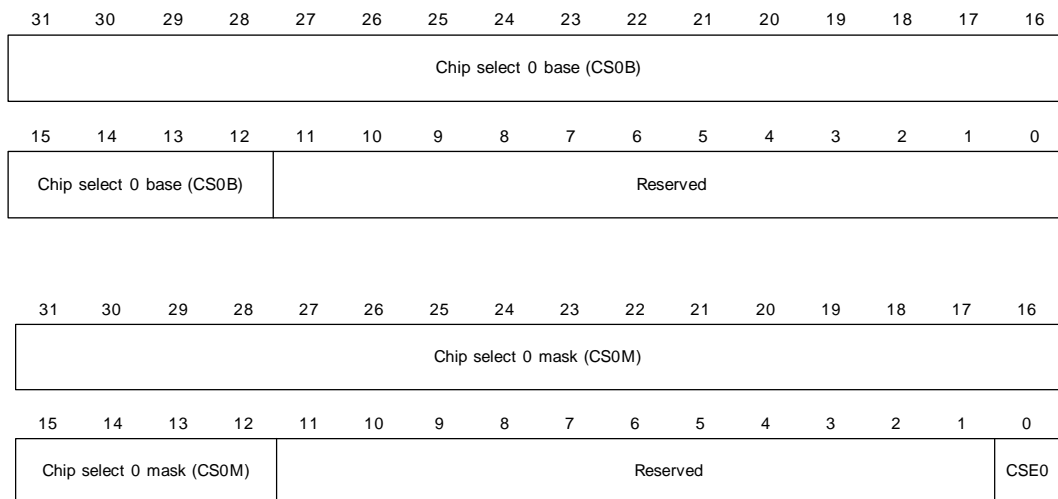 31 30 29 28 27 26 25 24 23 22 21 20 19 18 17 16
Chip select 0 base (CS0B)
15 14 13 12 11 10 9 8 7 6 5 4 3 2 1 0
Chip select 0 base (CS0B) Reserved
31 30 29 28 27 26 25 24 23 22 21 20 19 18 17 16
Chip select 0 mask (CS0M)
15 14 13 12 11 10 9 8 7 6 5 4 3 2 1 0
Chip select 0 mask (CS0M) Reserved CSE0